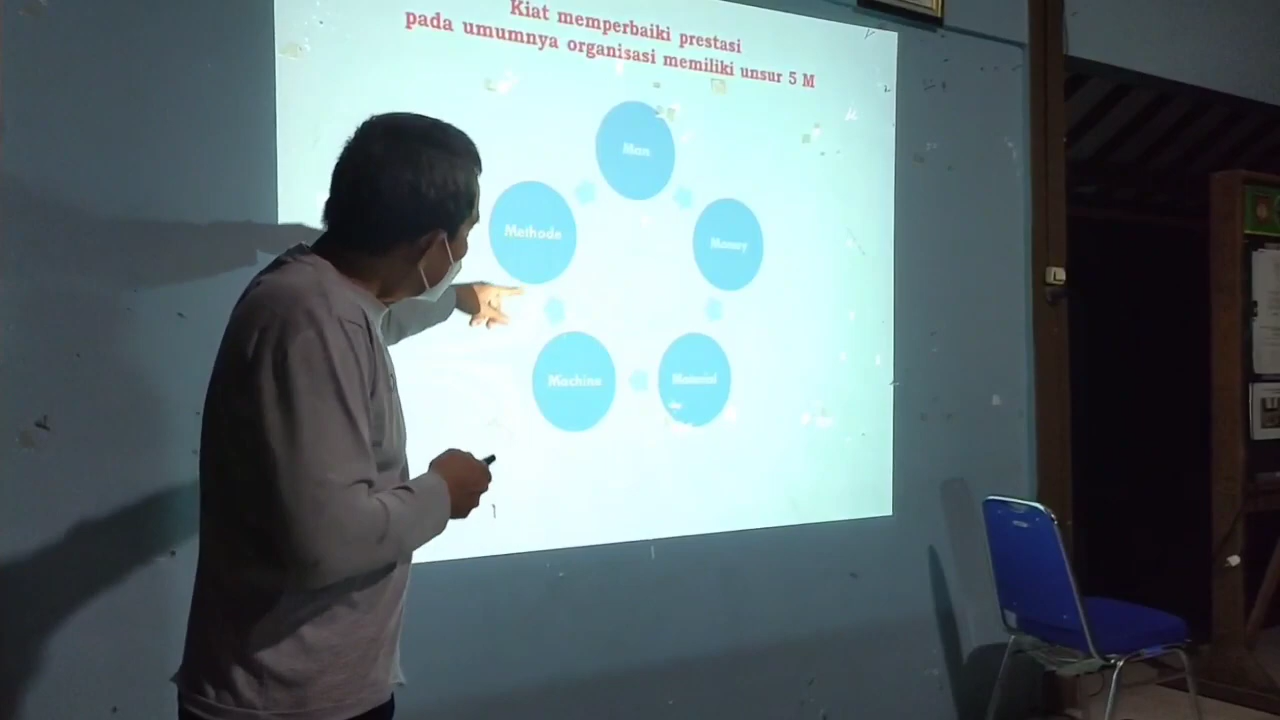 Kiat memperbaiki prestasi
pada umumnya organisasi memiliki unsur 5 M
Man
Methode
Money
Machine
Material